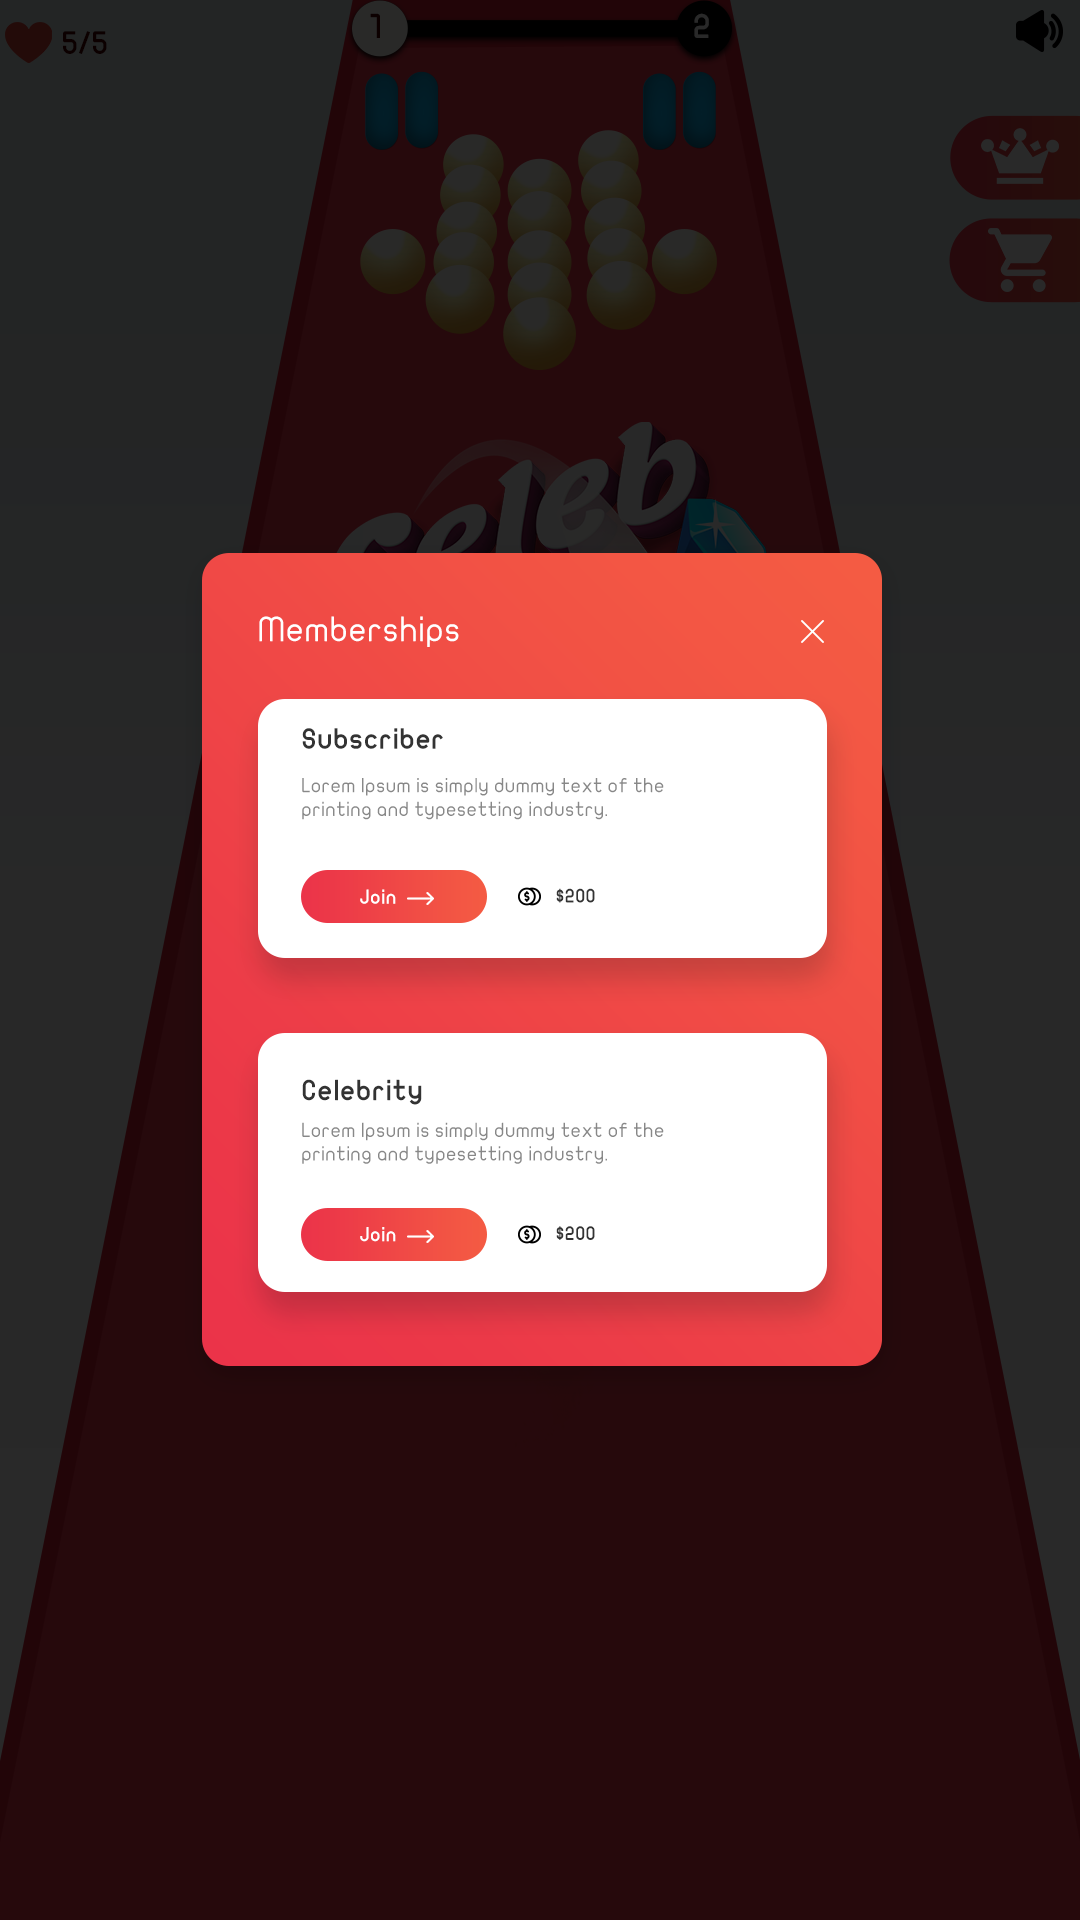 5/5
1
2
Celeb
Memberships
Subscriber
Lorem Ipsum is simply dummy text of the
printing and typesetting industry.
Join
$200
Celebrity
Lorem Ipsum is simply dummy text of the
printing and typesetting industry.
Join
$200